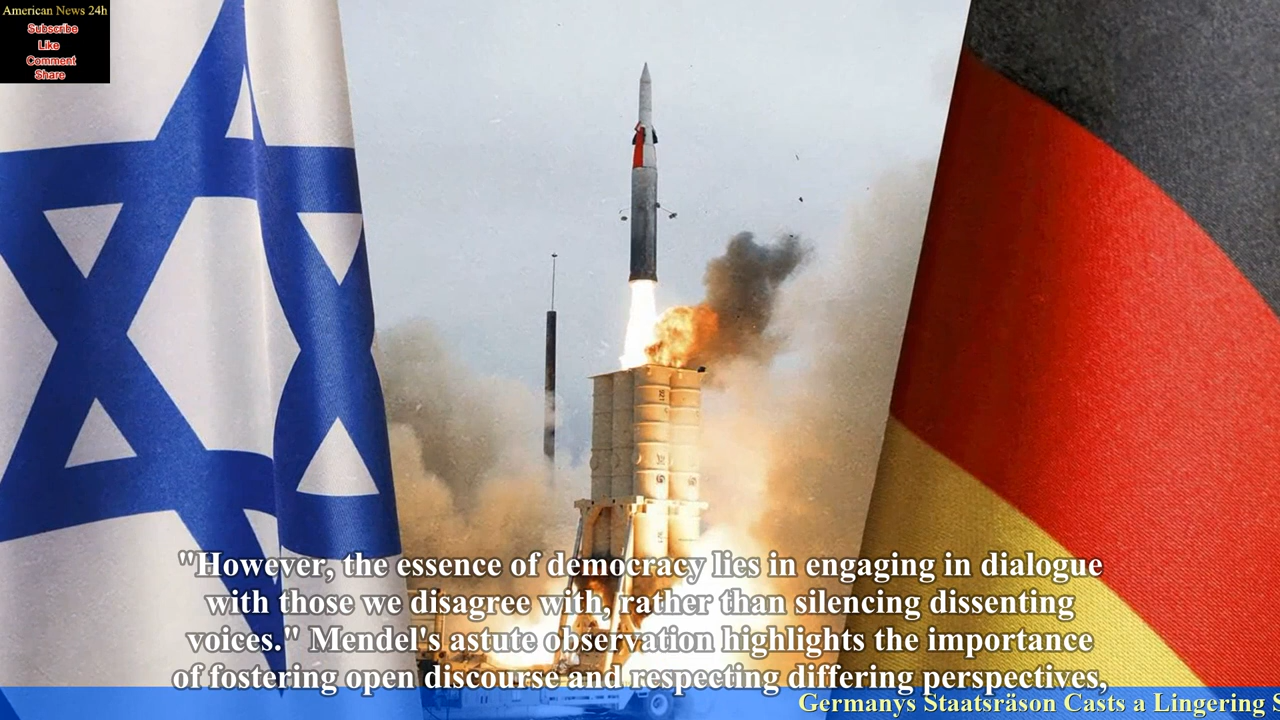 American News 24h
Subscribe
Like
Comment
Share
"However, the essence of democracy lies in engaging in dialogue
with those we disagree with, rather than silencing dissenting
voices." Mendel's astute observation highlights the importance
of fostering open discourse and respecting differing perspectives,
Germanys Staatsräson Casts a Lingering S